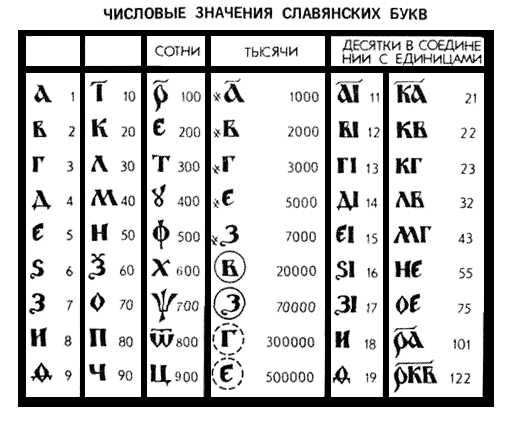 ЧИСЛОВЫЕ ЗНАЧЕНИЯ СЛАВЯНСКИХ БУКВ
СОТНИ ТЫСЯЧИ ДЕСЯТКИ В СОЕДИНЕ
НИИ С ЕДИНИЦАМИ
А 1 І҃ 10 Р҃ 100 ҂А҃ 1000 А҃І 11 К҃А 21
В 2 К 20 Є 200 ҂В 2000 ВІ 12 КВ 22
Г 3 Л 30 Т 300 ҂Г 3000 ГІ 13 КГ 23
Д 4 М 40 Ꙋ 400 ҂Є 5000 ДІ 14 ЛВ 32
Є 5 Н 50 Ф 500 ҂З 7000 ЄІ 15 МГ 43
Ѕ 6 Ѯ 60 Х 600 В 20000 ЅІ 16 НЄ 55
З 7 О 70 Ѱ 700 З 70000 ЗІ 17 ОЄ 75
И 8 П 80 Ѿ 800 Г 300000 И 18 Р҃А 101
Ѳ 9 Ч 90 Ц 900 Є 500000 Ѳ 19 Р҃КВ 122